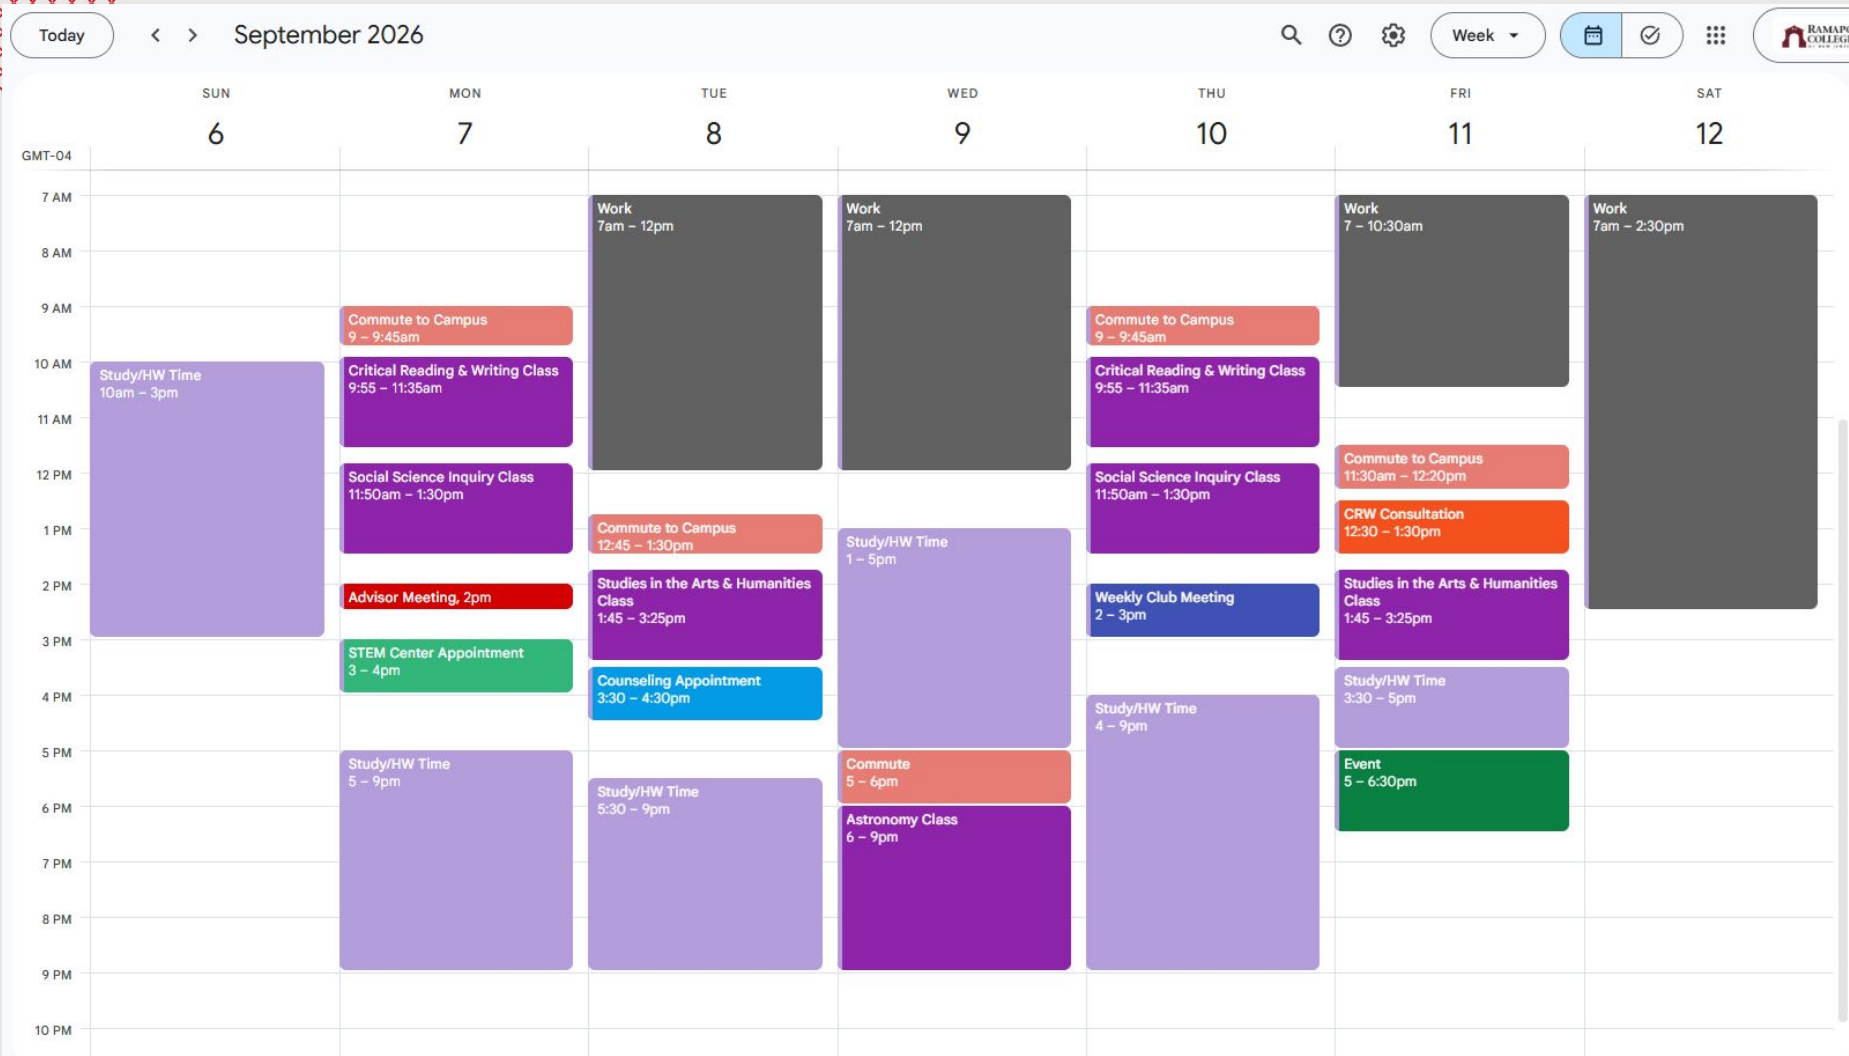 Today
September 2026
Week
RAMAPO
COLLEGE
SUN
MON
TUE
WED
THU
FRI
SAT
6
7
8
9
10
11
12
GMT-04
7 AM
8 AM
9 AM
10 AM
11 AM
12 PM
1 PM
2 PM
3 PM
4 PM
5 PM
6 PM
7 PM
8 PM
9 PM
10 PM
Study/HW Time
10am – 3pm
Commute to Campus
9 – 9:45am
Critical Reading & Writing Class
9:55 – 11:35am
Social Science Inquiry Class
11:50am – 1:30pm
Advisor Meeting, 2pm
STEM Center Appointment
3 – 4pm
Study/HW Time
5 – 9pm
Work
7am – 12pm
Commute to Campus
12:45 – 1:30pm
Studies in the Arts & Humanities
Class
1:45 – 3:25pm
Counseling Appointment
3:30 – 4:30pm
Study/HW Time
5:30 – 9pm
Work
7am – 12pm
Study/HW Time
1 – 5pm
Commute
5 – 6pm
Astronomy Class
6 – 9pm
Commute to Campus
9 – 9:45am
Critical Reading & Writing Class
9:55 – 11:35am
Social Science Inquiry Class
11:50am – 1:30pm
Weekly Club Meeting
2 – 3pm
Study/HW Time
4 – 9pm
Work
7 – 10:30am
Commute to Campus
11:30am – 12:20pm
CRW Consultation
12:30 – 1:30pm
Studies in the Arts & Humanities
Class
1:45 – 3:25pm
Study/HW Time
3:30 – 5pm
Event
5 – 6:30pm
Work
7am – 2:30pm